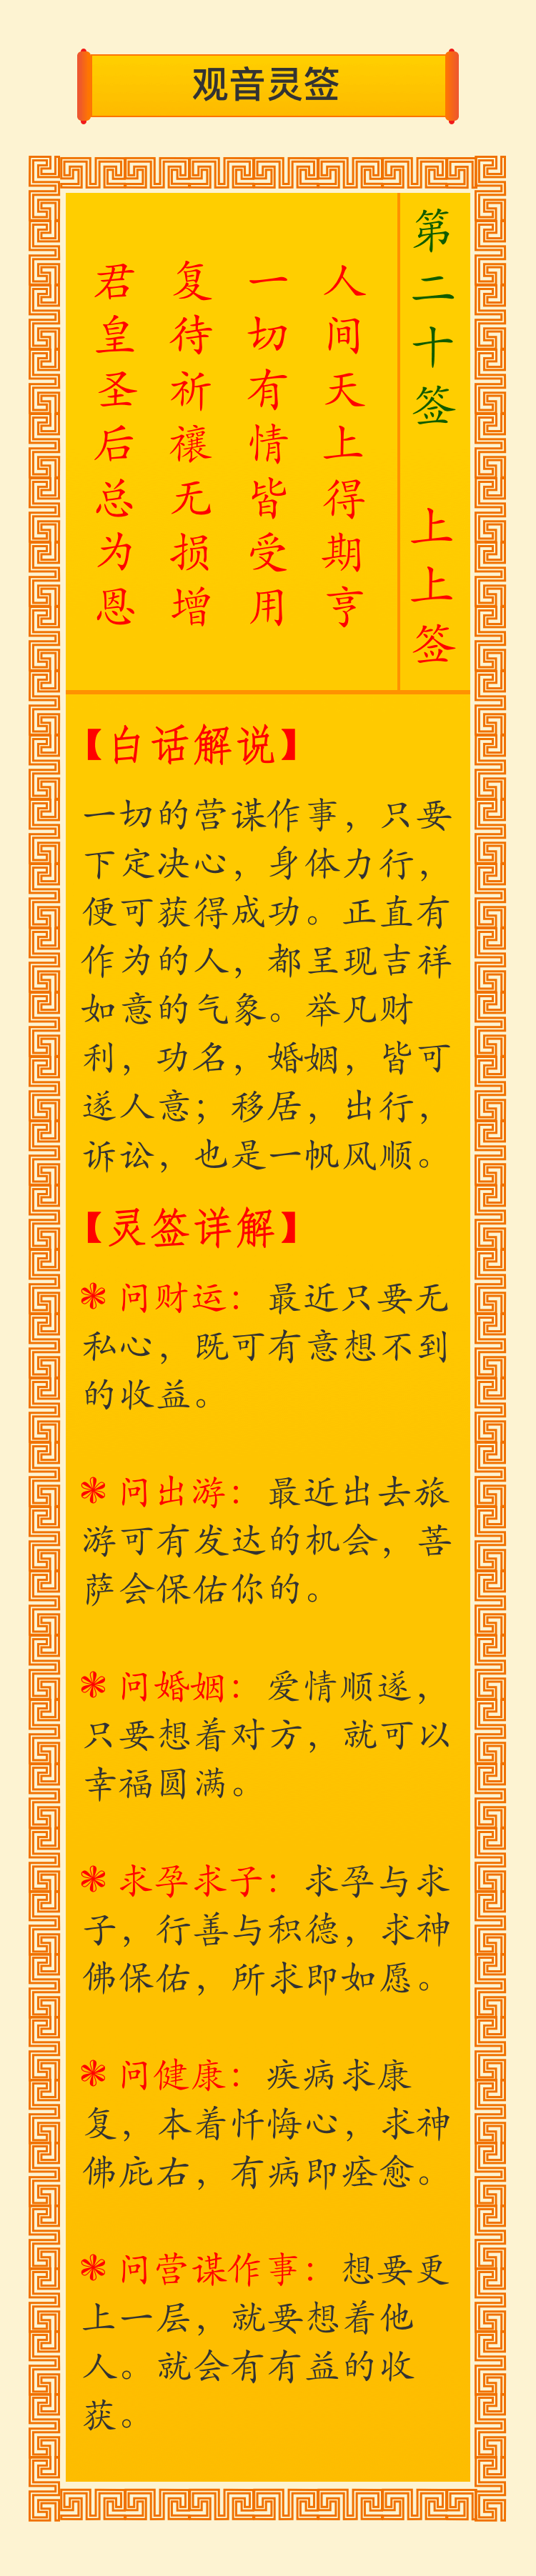 观音灵签
第二十签 上上签
人间天上得期亨
一切有情皆受用
复待祈禳无损增
君皇圣后总为恩
【白话解说】
一切的营谋作事，只要
下定决心，身体力行，
便可获得成功。正直有
作为的人，都呈现吉祥
如意的气象。举凡财
利，功名，婚姻，皆可
遂人意；移居，出行，
诉讼，也是一帆风顺。
【灵签详解】
❃ 问财运：最近只要无
私心，既可有意想不到
的收益。
❃ 问出游：最近出去旅
游可有发达的机会，菩
萨会保佑你的。
❃ 问婚姻：爱情顺遂，
只要想着对方，就可以
幸福圆满。
❃ 求孕求子：求孕与求
子，行善与积德，求神
佛保佑，所求即如愿。
❃ 问健康：疾病求康
复，本着忏悔心，求神
佛庇右，有病即痊愈。
❃ 问营谋作事：想要更
上一层，就要想着他
人。就会有有益的收
获。